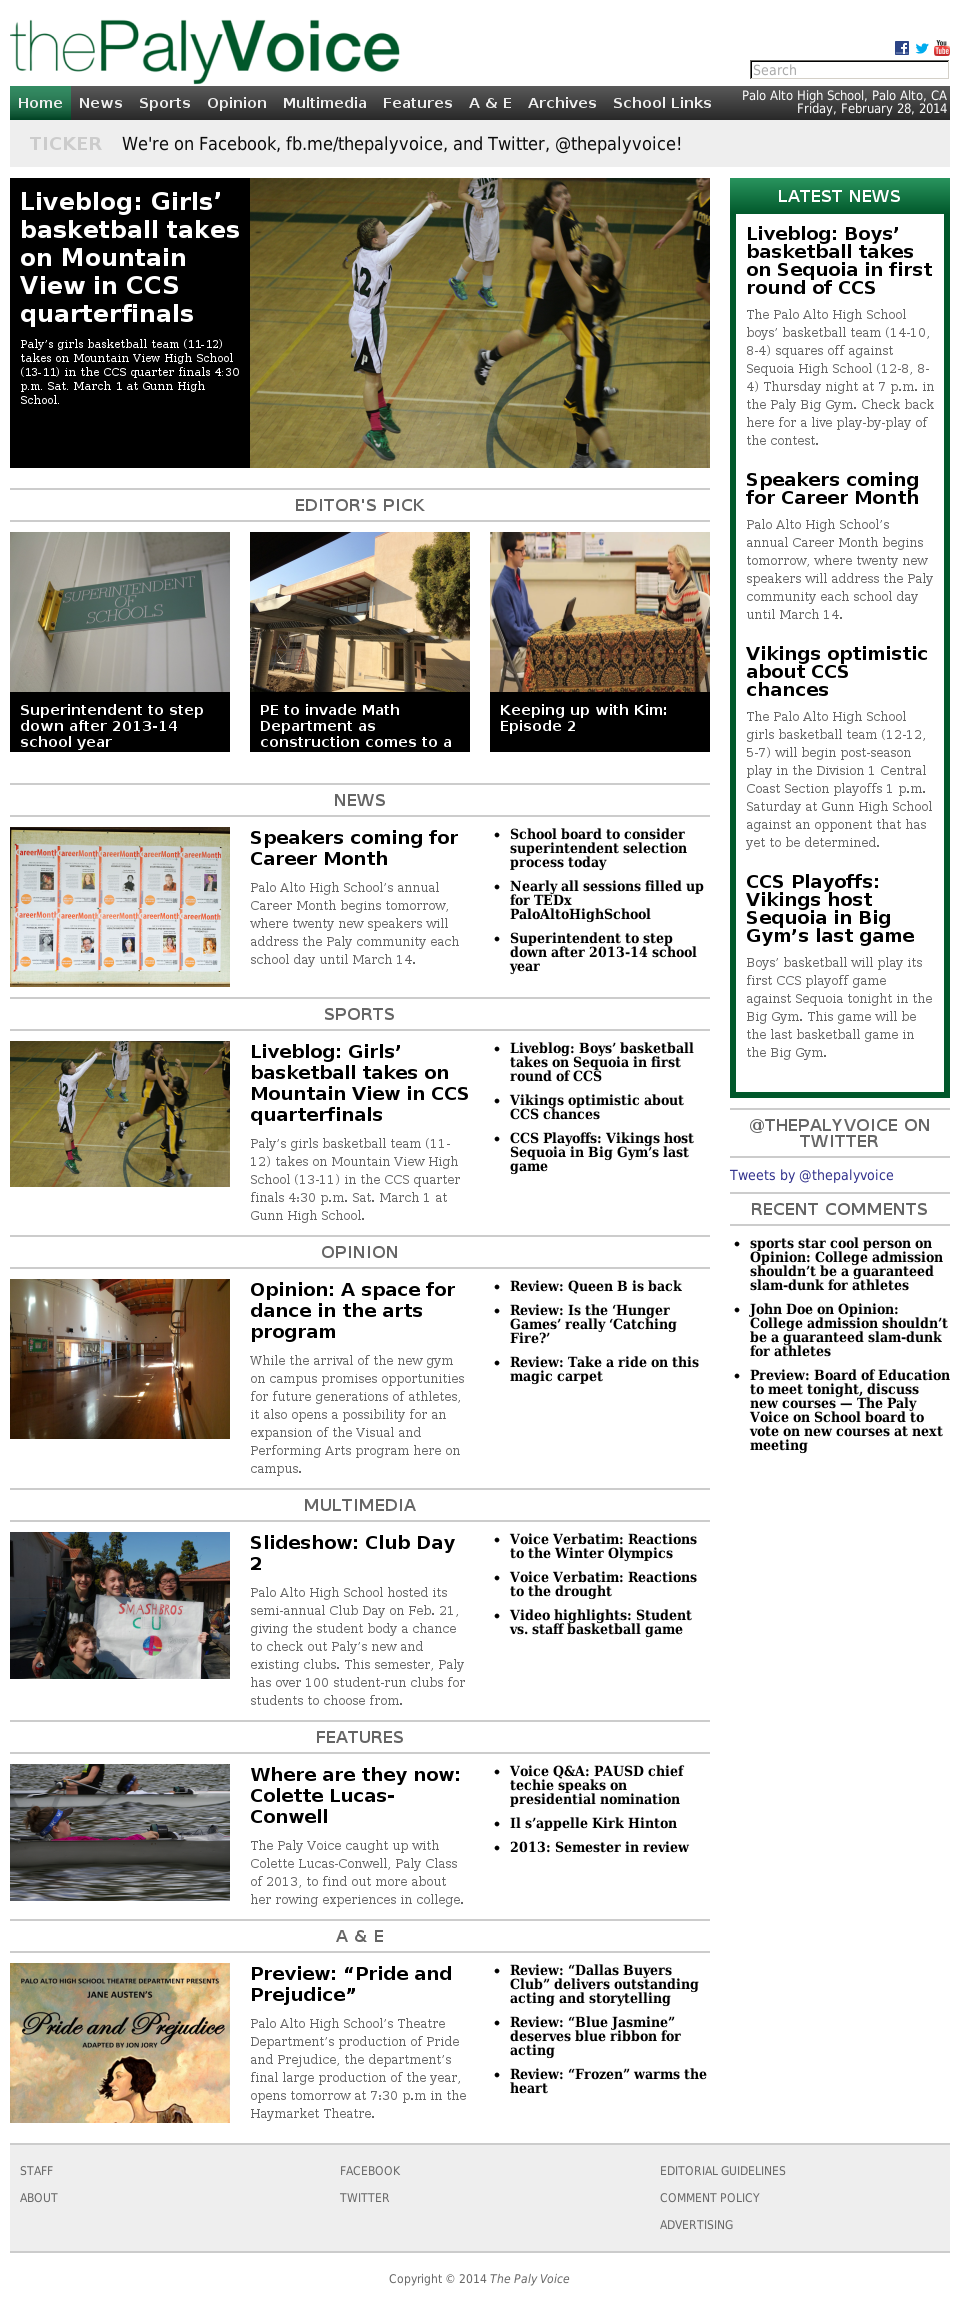 thePalyVoice
Search
Home News Sports Opinion Multimedia Features A & E Archives School Links
Palo Alto High School, Palo Alto, CA
Friday, February 28, 2014
TICKER We're on Facebook, fb.me/thepalyvoice, and Twitter, @thepalyvoice!
Liveblog: Girls’
basketball takes
on Mountain
View in CCS
quarterfinals
Paly’s girls basketball team (11-12)
takes on Mountain View High School
(13-11) in the CCS quarter finals 4:30
p.m. Sat. March 1 at Gunn High
School.
EDITOR'S PICK
SUPERINTENDENT
OF
SCHOOLS
Superintendent to step
down after 2013-14
school year
PE to invade Math
Department as
construction comes to a
Keeping up with Kim:
Episode 2
NEWS
Speakers coming for
Career Month
Palo Alto High School’s annual
Career Month begins tomorrow,
where twenty new speakers will
address the Paly community each
school day until March 14.
School board to consider
superintendent selection
process today
Nearly all sessions filled up
for TEDx
PaloAltoHighSchool
Superintendent to step
down after 2013-14 school
year
SPORTS
Liveblog: Girls’
basketball takes on
Mountain View in CCS
quarterfinals
Paly’s girls basketball team (11-
12) takes on Mountain View High
School (13-11) in the CCS quarter
finals 4:30 p.m. Sat. March 1 at
Gunn High School.
Liveblog: Boys’ basketball
takes on Sequoia in first
round of CCS
Vikings optimistic about
CCS chances
CCS Playoffs: Vikings host
Sequoia in Big Gym’s last
game
OPINION
Opinion: A space for
dance in the arts
program
While the arrival of the new gym
on campus promises opportunities
for future generations of athletes,
it also opens a possibility for an
expansion of the Visual and
Performing Arts program here on
campus.
Review: Queen B is back
Review: Is the ‘Hunger
Games’ really ‘Catching
Fire?’
Review: Take a ride on this
magic carpet
MULTIMEDIA
SMASHBROS
CU
Slideshow: Club Day
2
Palo Alto High School hosted its
semi-annual Club Day on Feb. 21,
giving the student body a chance
to check out Paly’s new and
existing clubs. This semester, Paly
has over 100 student-run clubs for
students to choose from.
Voice Verbatim: Reactions
to the Winter Olympics
Voice Verbatim: Reactions
to the drought
Video highlights: Student
vs. staff basketball game
FEATURES
Where are they now:
Colette Lucas-
Conwell
The Paly Voice caught up with
Colette Lucas-Conwell, Paly Class
of 2013, to find out more about
her rowing experiences in college.
Voice Q&A: PAUSD chief
techie speaks on
presidential nomination
Il s’appelle Kirk Hinton
2013: Semester in review
A & E
PALO ALTO HIGH SCHOOL THEATRE DEPARTMENT PRESENTS
JANE AUSTEN'S
Pride and Prejudice
ADAPTED BY JON JORY
Preview: “Pride and
Prejudice”
Palo Alto High School’s Theatre
Department’s production of Pride
and Prejudice, the department’s
final large production of the year,
opens tomorrow at 7:30 p.m in the
Haymarket Theatre.
Review: “Dallas Buyers
Club” delivers outstanding
acting and storytelling
Review: “Blue Jasmine”
deserves blue ribbon for
acting
Review: “Frozen” warms the
heart
LATEST NEWS
Liveblog: Boys’
basketball takes
on Sequoia in first
round of CCS
The Palo Alto High School
boys’ basketball team (14-10,
8-4) squares off against
Sequoia High School (12-8, 8-
4) Thursday night at 7 p.m. in
the Paly Big Gym. Check back
here for a live play-by-play of
the contest.
Speakers coming
for Career Month
Palo Alto High School’s
annual Career Month begins
tomorrow, where twenty new
speakers will address the Paly
community each school day
until March 14.
Vikings optimistic
about CCS
chances
The Palo Alto High School
girls basketball team (12-12,
5-7) will begin post-season
play in the Division 1 Central
Coast Section playoffs 1 p.m.
Saturday at Gunn High School
against an opponent that has
yet to be determined.
CCS Playoffs:
Vikings host
Sequoia in Big
Gym’s last game
Boys’ basketball will play its
first CCS playoff game
against Sequoia tonight in the
Big Gym. This game will be
the last basketball game in
the Big Gym.
@THEPALYVOICE ON
TWITTER
Tweets by @thepalyvoice
RECENT COMMENTS
sports star cool person on
Opinion: College admission
shouldn’t be a guaranteed
slam-dunk for athletes
John Doe on Opinion:
College admission shouldn’t
be a guaranteed slam-dunk
for athletes
Preview: Board of Education
to meet tonight, discuss
new courses — The Paly
Voice on School board to
vote on new courses at next
meeting
STAFF
ABOUT
FACEBOOK
TWITTER
EDITORIAL GUIDELINES
COMMENT POLICY
ADVERTISING
Copyright © 2014 The Paly Voice